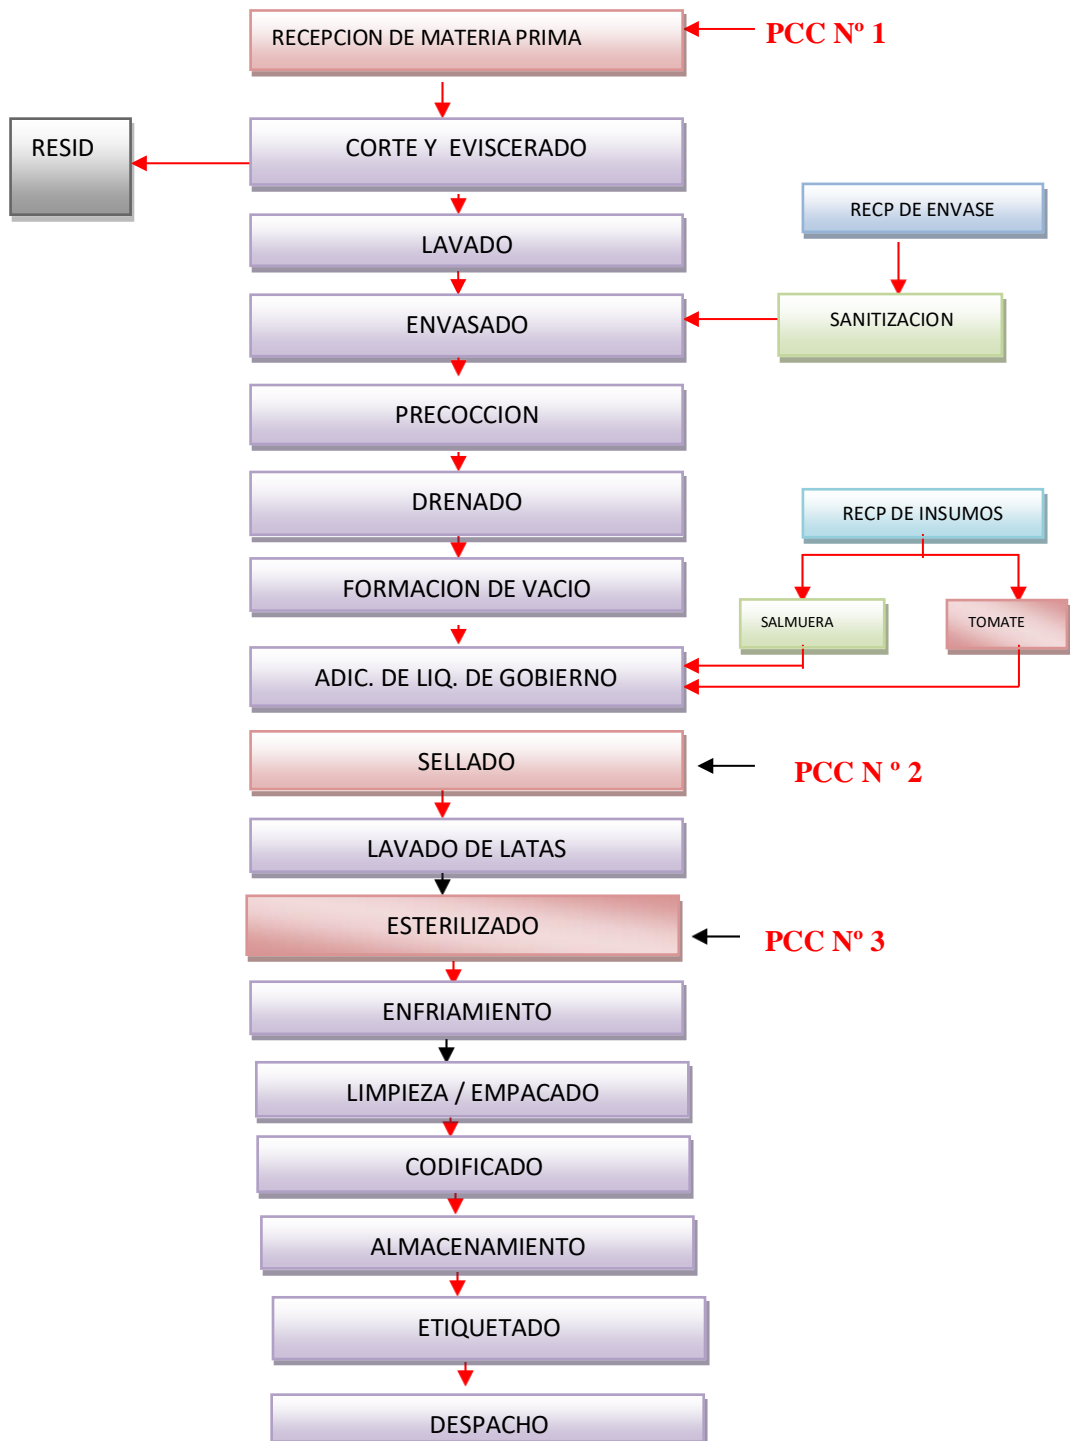 RECEPCION DE MATERIA PRIMA
PCC Nº 1
RESID
CORTE Y EVISCERADO
RECP DE ENVASE
LAVADO
ENVASADO
SANITIZACION
PRECOCCION
DRENADO
RECP DE INSUMOS
FORMACION DE VACIO
SALMUERA
TOMATE
ADIC. DE LIQ. DE GOBIERNO
SELLADO
PCC N º 2
LAVADO DE LATAS
ESTERILIZADO
PCC Nº 3
ENFRIAMIENTO
LIMPIEZA / EMPACADO
CODIFICADO
ALMACENAMIENTO
ETIQUETADO
DESPACHO